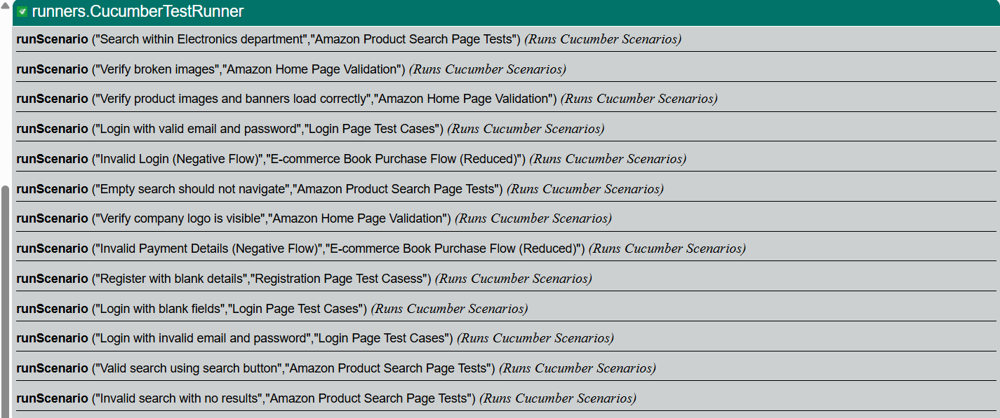 runners.CucumberTestRunner
runScenario ("Search within Electronics department","Amazon Product Search Page Tests") (Runs Cucumber Scenarios)
runScenario ("Verify broken images","Amazon Home Page Validation") (Runs Cucumber Scenarios)
runScenario ("Verify product images and banners load correctly","Amazon Home Page Validation") (Runs Cucumber Scenarios)
runScenario ("Login with valid email and password","Login Page Test Cases") (Runs Cucumber Scenarios)
runScenario ("Invalid Login (Negative Flow)","E-commerce Book Purchase Flow (Reduced)") (Runs Cucumber Scenarios)
runScenario ("Empty search should not navigate","Amazon Product Search Page Tests") (Runs Cucumber Scenarios)
runScenario ("Verify company logo is visible","Amazon Home Page Validation") (Runs Cucumber Scenarios)
runScenario ("Invalid Payment Details (Negative Flow)","E-commerce Book Purchase Flow (Reduced)") (Runs Cucumber Scenarios)
runScenario ("Register with blank details","Registration Page Test Casess") (Runs Cucumber Scenarios)
runScenario ("Login with blank fields","Login Page Test Cases") (Runs Cucumber Scenarios)
runScenario ("Login with invalid email and password","Login Page Test Cases") (Runs Cucumber Scenarios)
runScenario ("Valid search using search button","Amazon Product Search Page Tests") (Runs Cucumber Scenarios)
runScenario ("Invalid search with no results","Amazon Product Search Page Tests") (Runs Cucumber Scenarios)